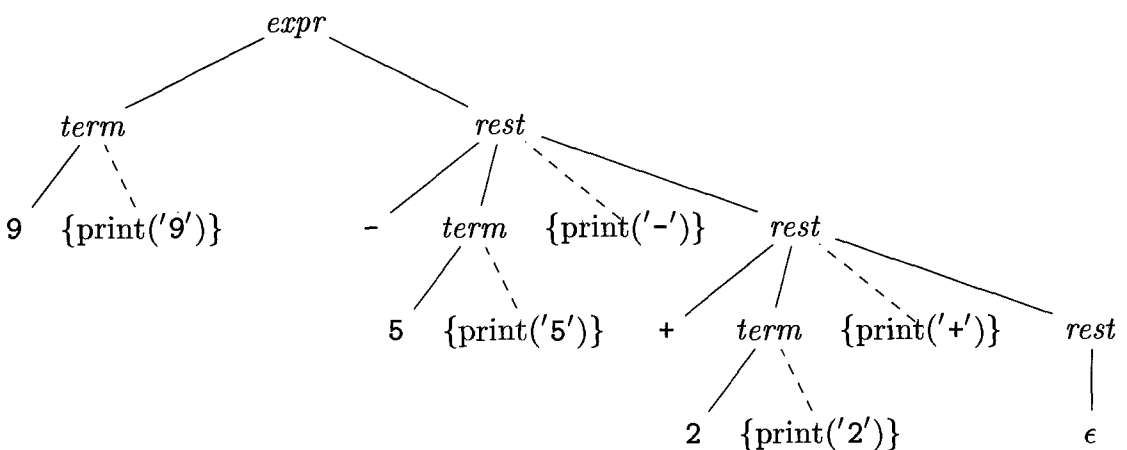 expr
term rest
9 {print('9')} - term {print('-')} rest
5 {print('5')} + term {print('+')} rest
2 {print('2')} ϵ